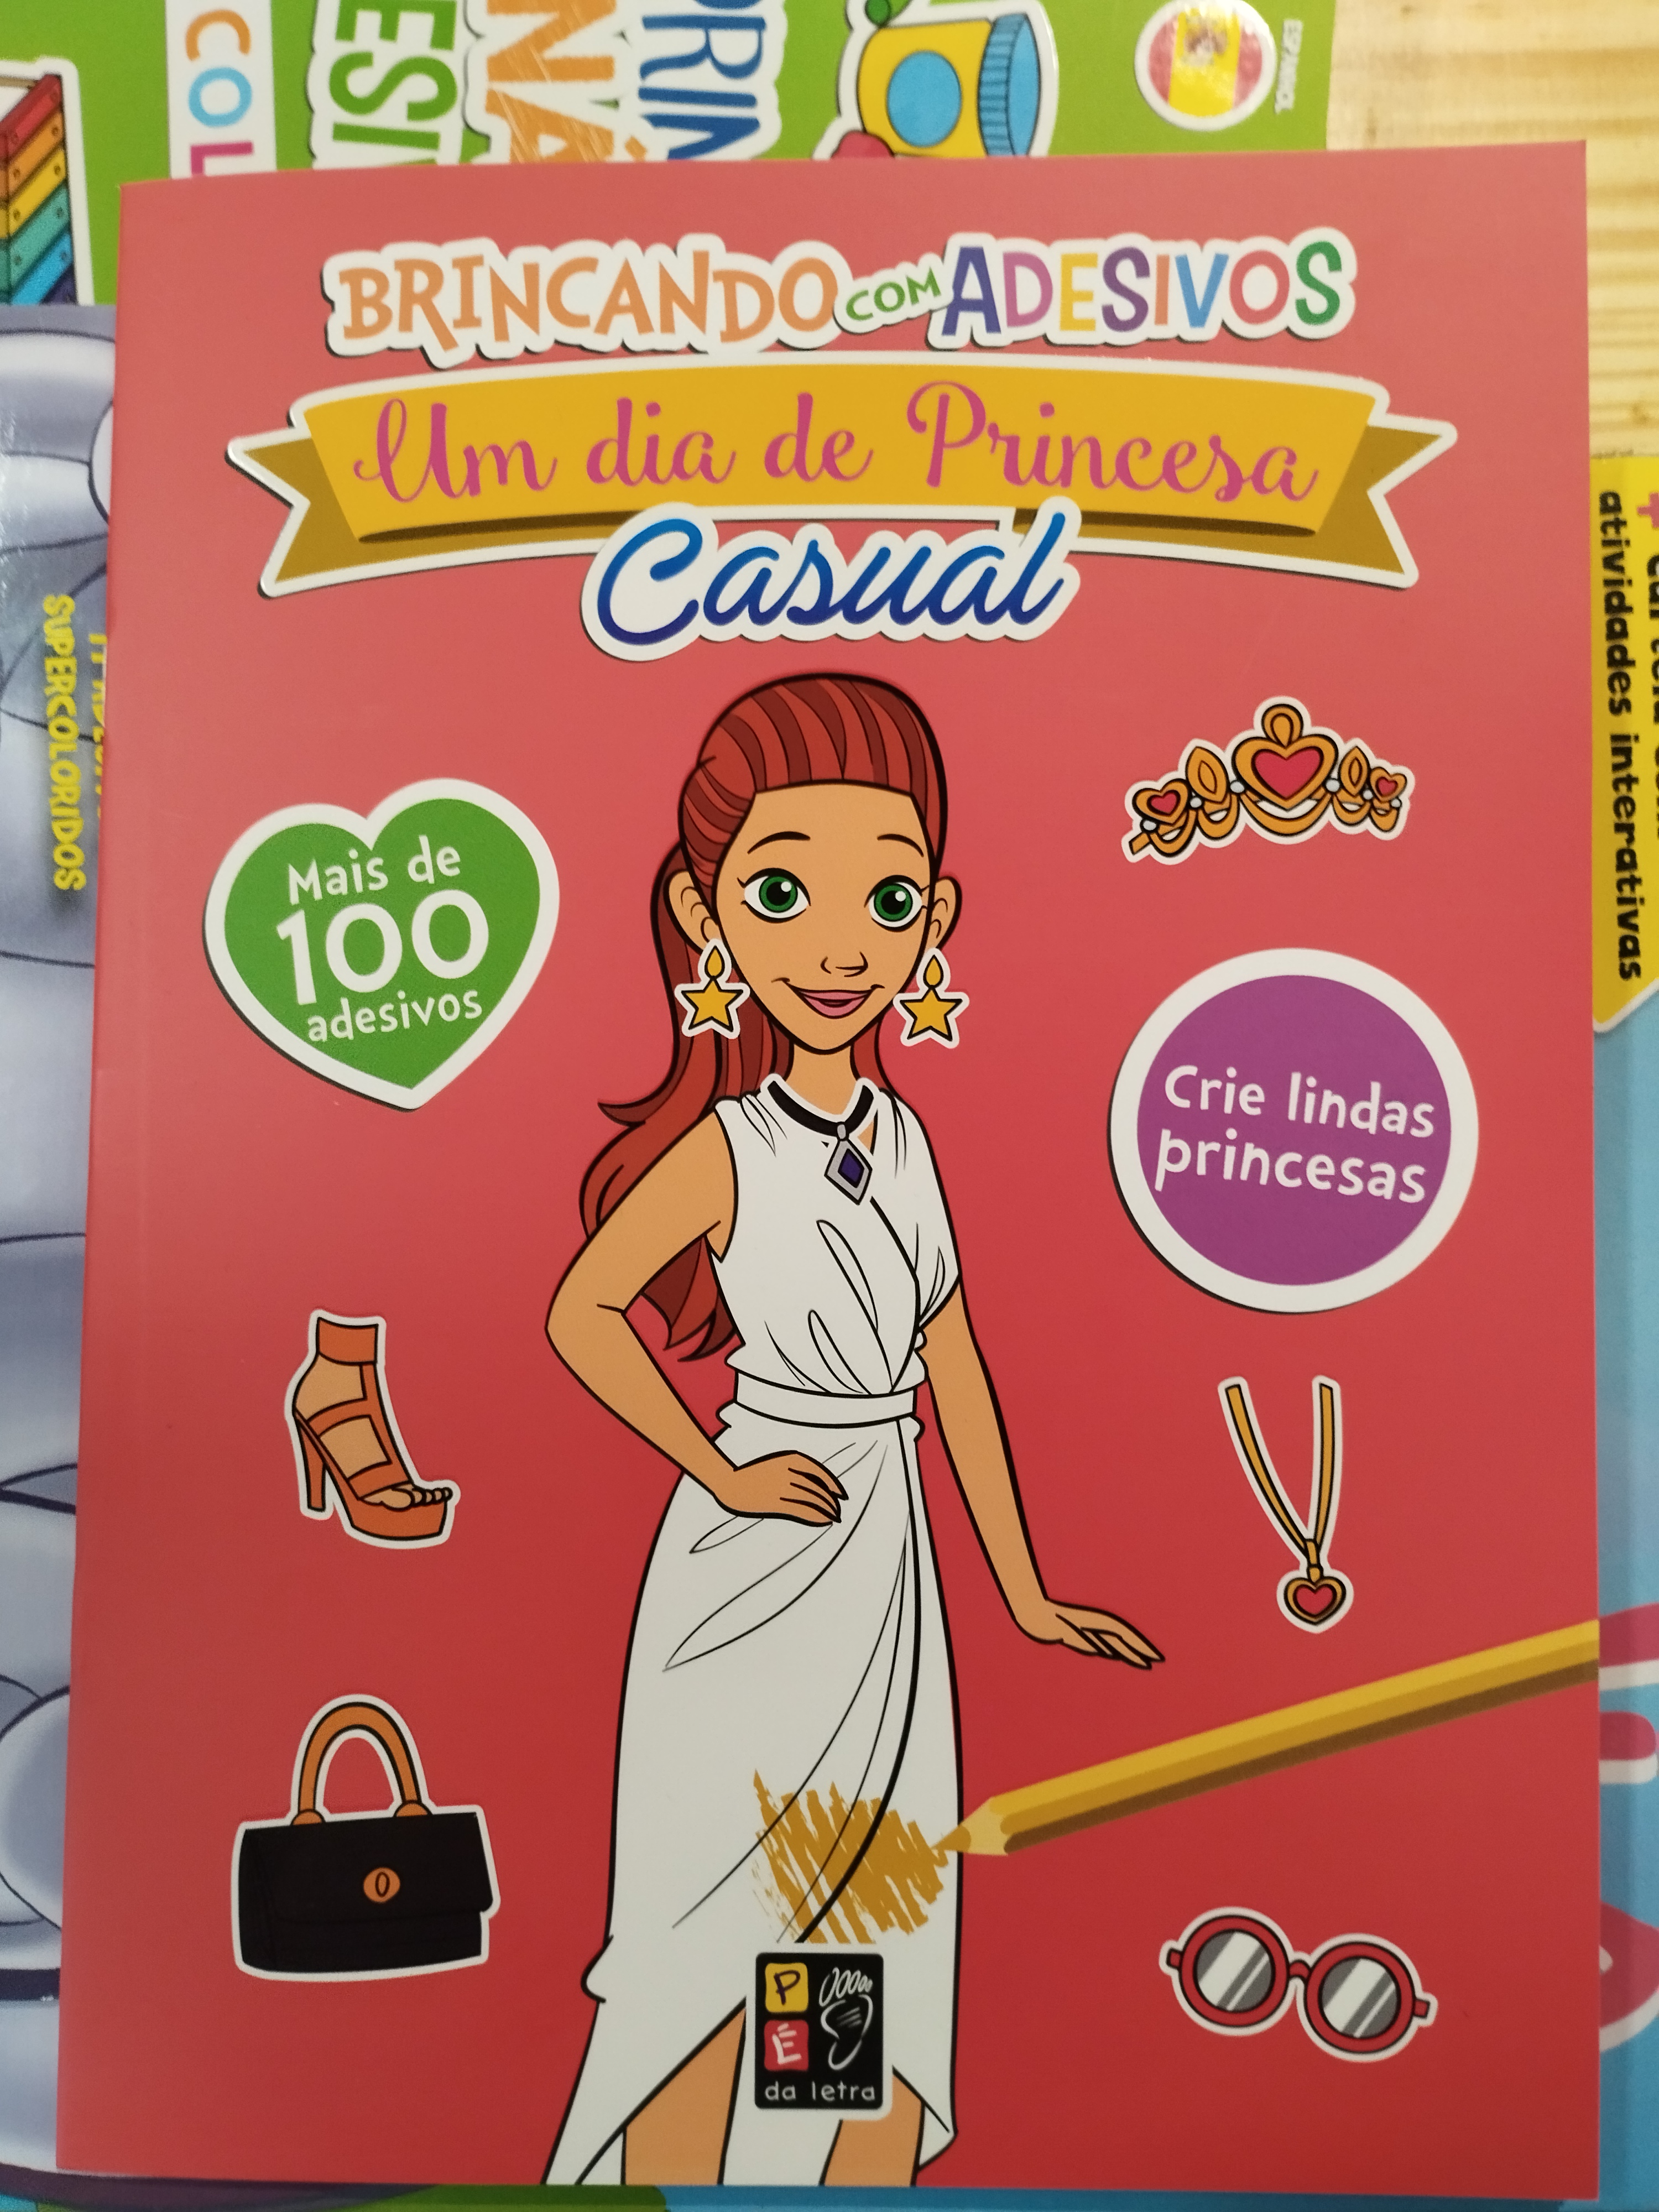 ESPANHOL
BRINCANDO COM ADESIVOS
Um dia de Princesa
Casual
Mais de
100
adesivos
Crie lindas
princesas
P
É
da letra
SUPERCOLORIDOS
atividades interativas